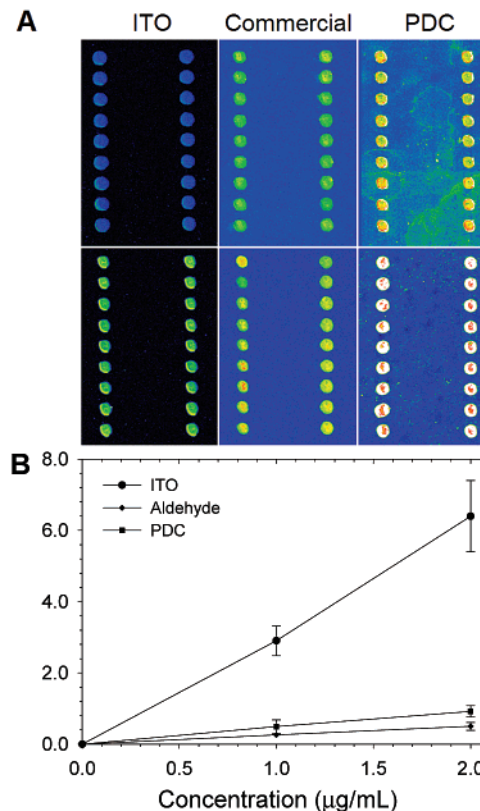 A
ITO Commercial PDC
B
8.0
ITO
Aldehyde
PDC
6.0
4.0
2.0
0.0
0.0 0.5 1.0 1.5 2.0
Concentration (μg/mL)